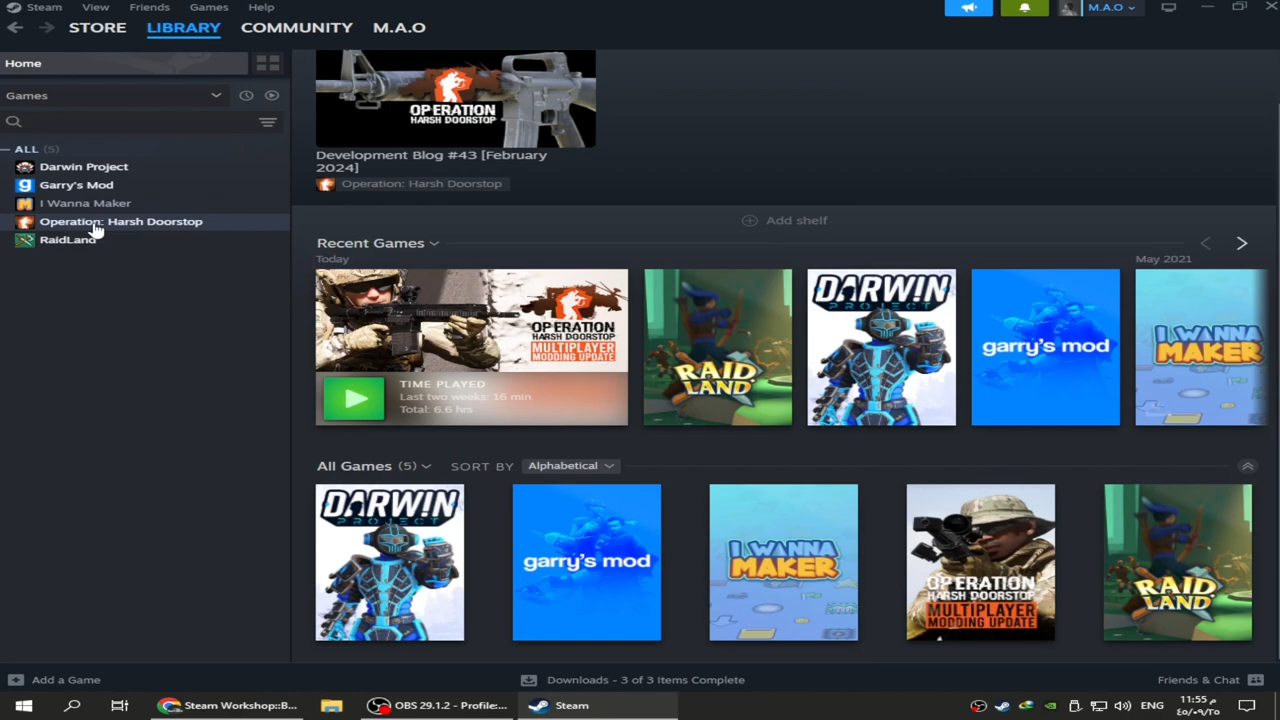 Steam View Friends Games Help M.A.O
STORE LIBRARY COMMUNITY M.A.O
Home
Games
ALL (5)
Darwin Project
Garry's Mod
I Wanna Maker
Operation: Harsh Doorstop
RaidLand
OPERATION
HARSH DOORSTOP
Development Blog #43 [February
2024]
Operation: Harsh Doorstop
Add shelf
Recent Games
Today
May 2021
OPERATION
HARSH DOORSTOP
MULTIPLAYER
MODDING UPDATE
TIME PLAYED
Last two weeks: 16 min
Total: 6.6 hrs
RAID
LAND
DARWIN
PROJECT
garry's mod
I WANNA
MAKER
All Games (5) SORT BY Alphabetical
DARWIN
PROJECT
garry's mod
I WANNA
MAKER
OPERATION
HARSH DOORSTOP
MULTIPLAYER
MODDING UPDATE
RAID
LAND
Add a Game
Downloads - 3 of 3 Items Complete
Friends & Chat
Steam Workshop::B...
OBS 29.1.2 - Profile:...
Steam
ENG
11:55 م
٤٥/٠٩/٢٥